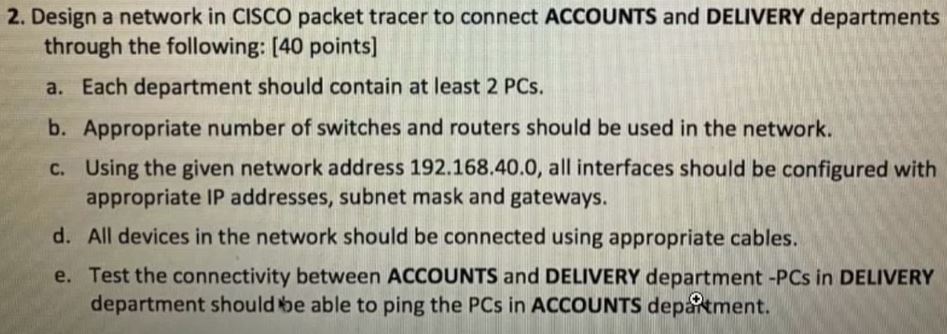 2. Design a network in CISCO packet tracer to connect ACCOUNTS and DELIVERY departments
through the following: [40 points]
a. Each department should contain at least 2 PCs.
b. Appropriate number of switches and routers should be used in the network.
c. Using the given network address 192.168.40.0, all interfaces should be configured with
appropriate IP addresses, subnet mask and gateways.
d. All devices in the network should be connected using appropriate cables.
e. Test the connectivity between ACCOUNTS and DELIVERY department -PCs in DELIVERY
department should be able to ping the PCs in ACCOUNTS department.